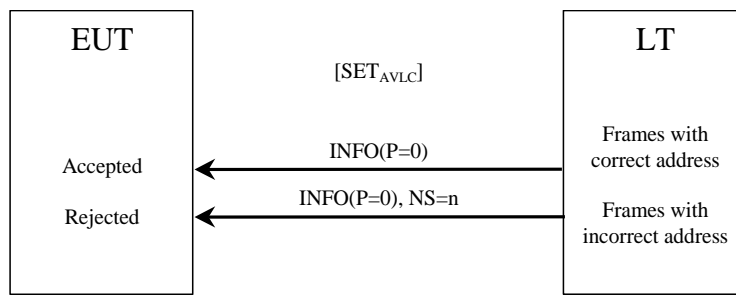 EUT
LT
[SET_AVLC]
Accepted
INFO(P=0)
Frames with
correct address
Rejected
INFO(P=0), NS=n
Frames with
incorrect address